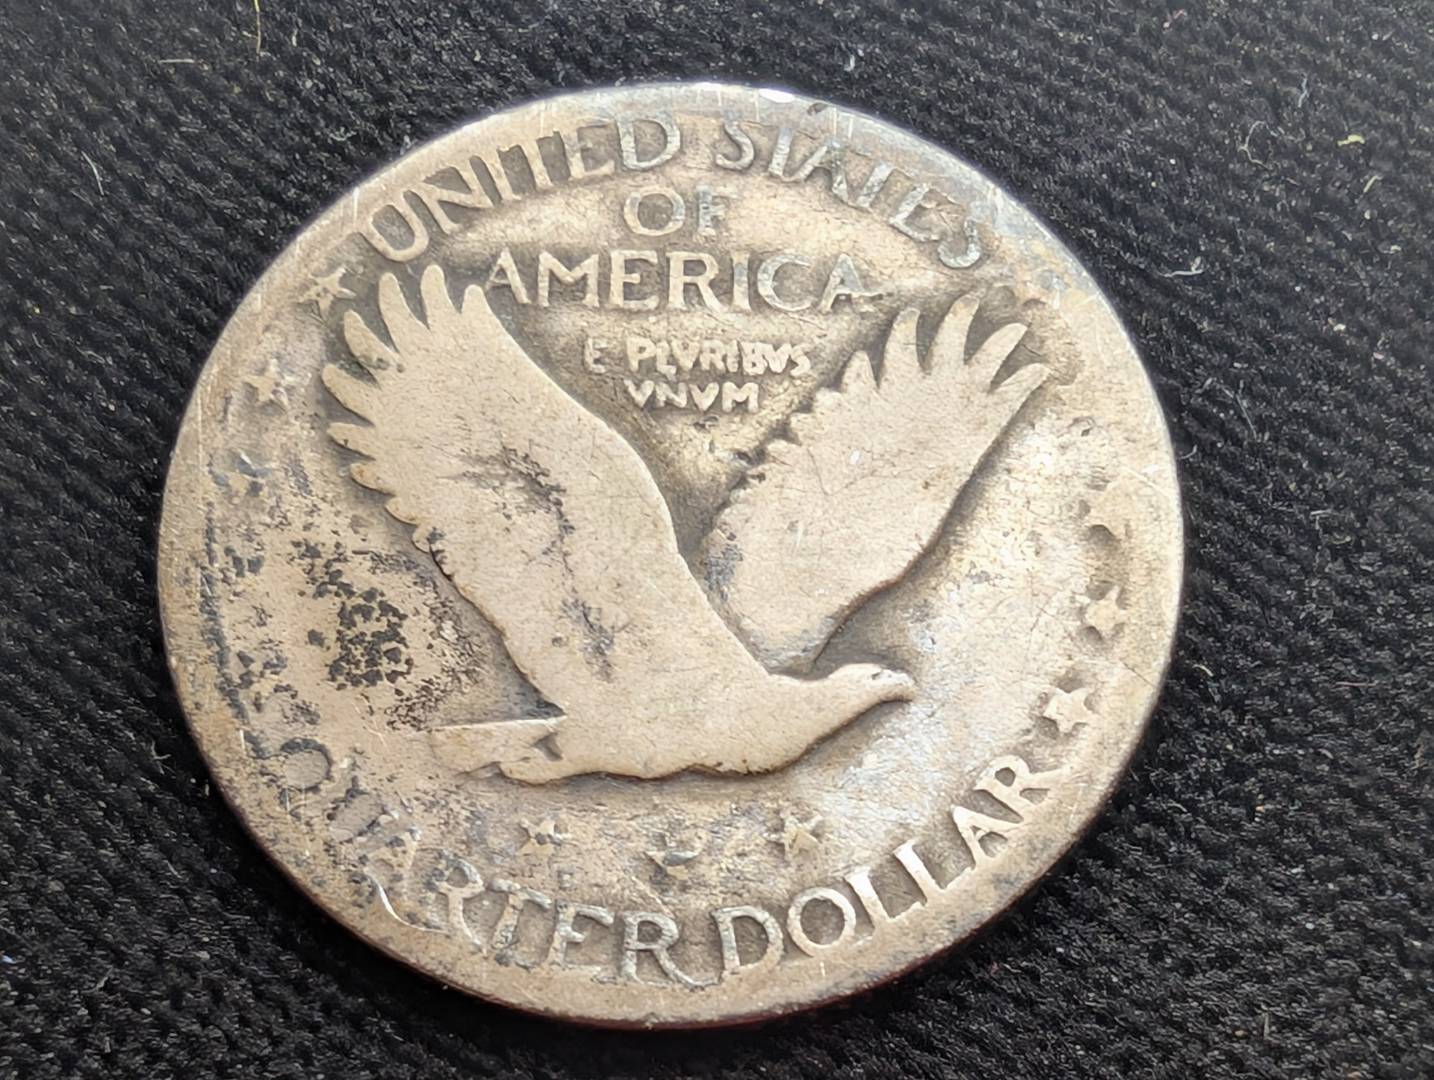 UNITED STATES
OF
AMERICA
E PLVRIBVS
VNVM
QUARTER DOLLAR